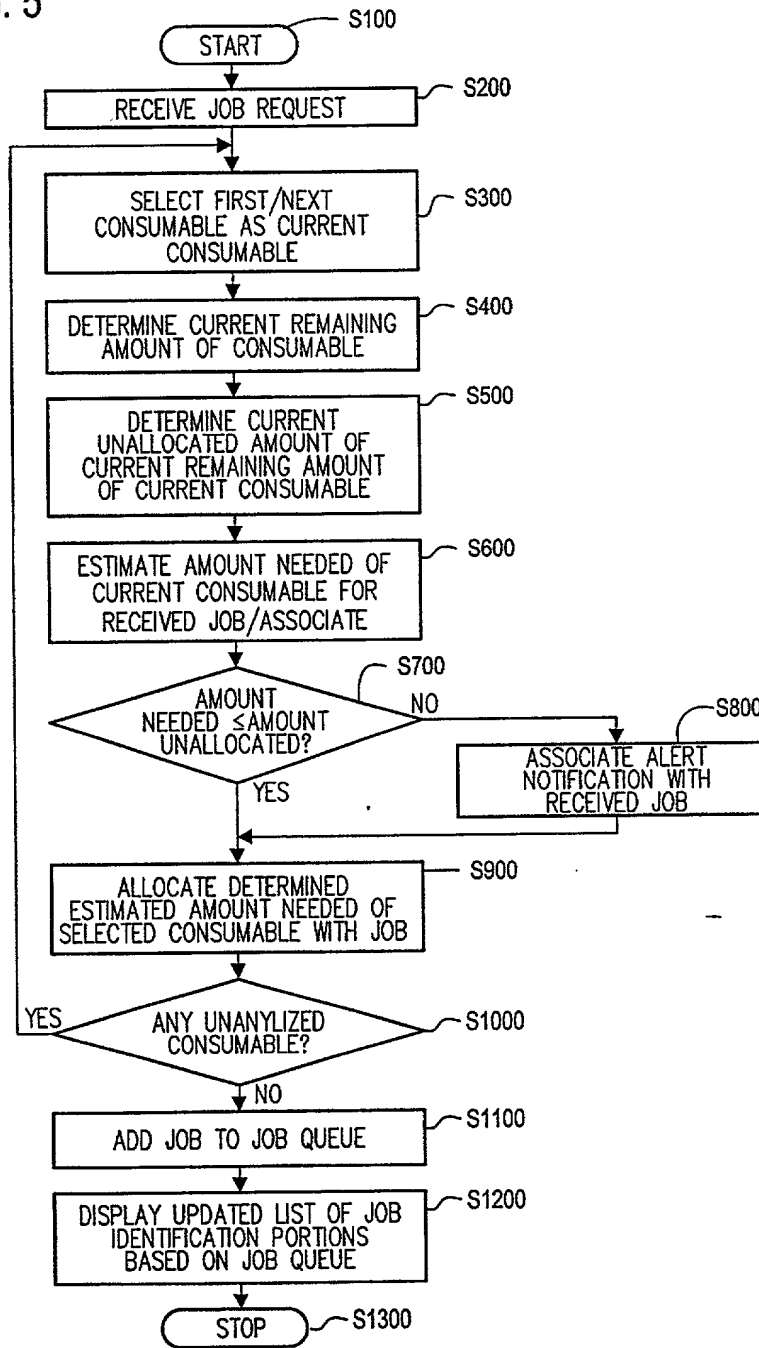 . 5
START
S100
RECEIVE JOB REQUEST
S200
SELECT FIRST/NEXT
CONSUMABLE AS CURRENT
CONSUMABLE
S300
DETERMINE CURRENT REMAINING
AMOUNT OF CONSUMABLE
S400
DETERMINE CURRENT
UNALLOCATED AMOUNT OF
CURRENT REMAINING AMOUNT
OF CURRENT CONSUMABLE
S500
ESTIMATE AMOUNT NEEDED OF
CURRENT CONSUMABLE FOR
RECEIVED JOB/ASSOCIATE
S600
AMOUNT
NEEDED ≤AMOUNT
UNALLOCATED?
S700
NO
YES
ASSOCIATE ALERT
NOTIFICATION WITH
RECEIVED JOB
S800
ALLOCATE DETERMINED
ESTIMATED AMOUNT NEEDED OF
SELECTED CONSUMABLE WITH JOB
S900
YES
ANY UNANYLIZED
CONSUMABLE?
S1000
NO
ADD JOB TO JOB QUEUE
S1100
DISPLAY UPDATED LIST OF JOB
IDENTIFICATION PORTIONS
BASED ON JOB QUEUE
S1200
STOP
S1300